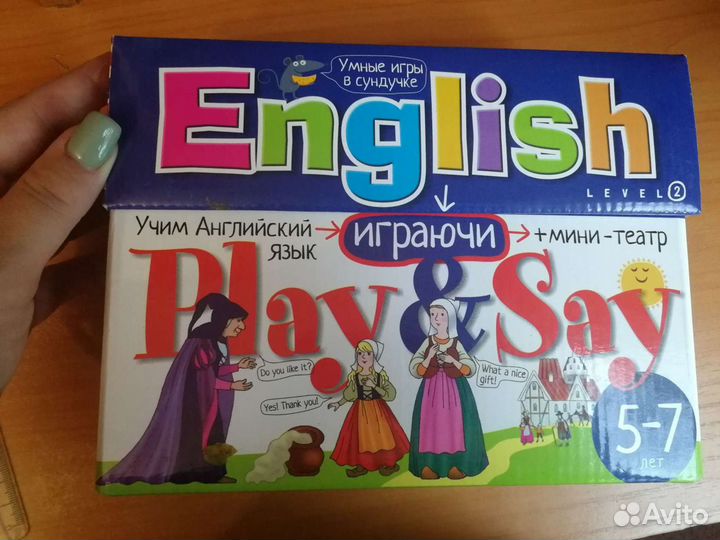 Умные игры
в сундучке
English
LEVEL 2
Учим Английский
язык
играючи
+ мини-театр
Play & Say
Do you like it?
What a nice
gift!
Yes! Thank you!
5-7
лет
Avito